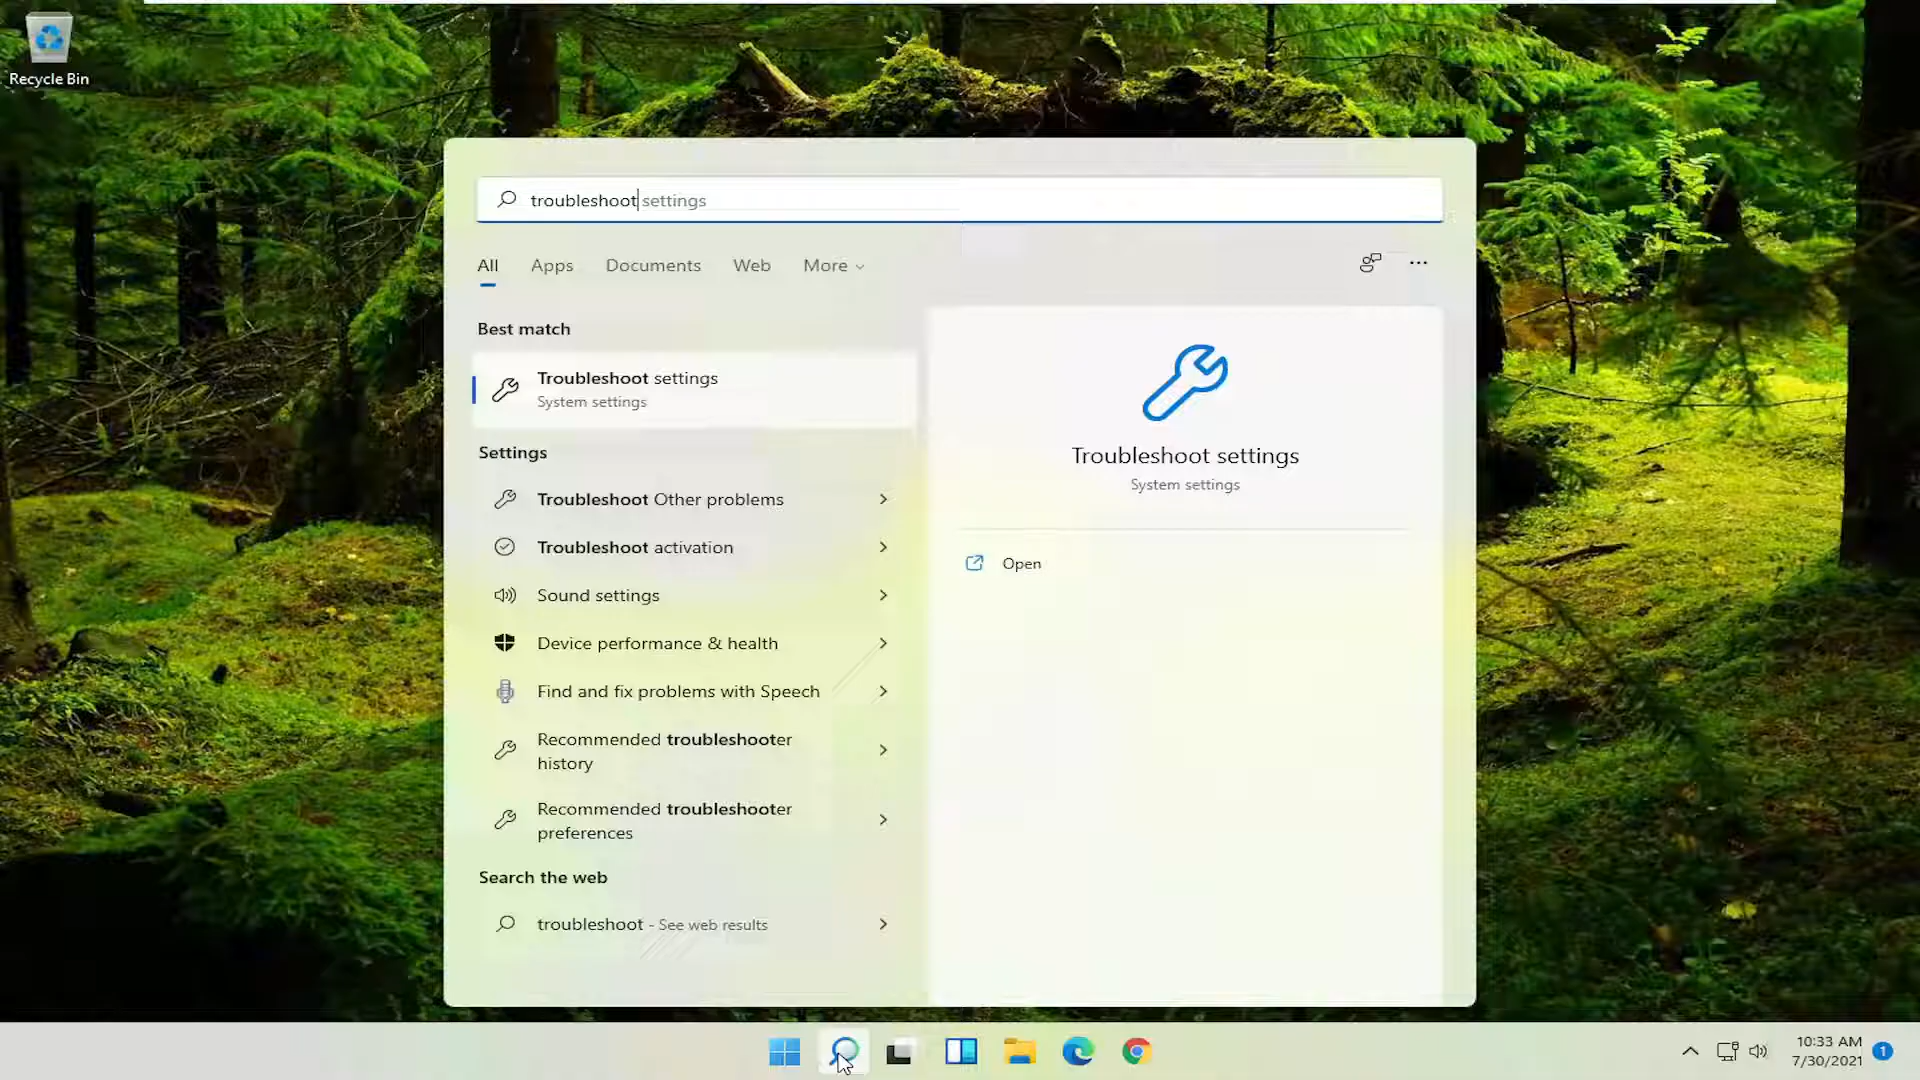 Recycle Bin
troubleshoot settings
All Apps Documents Web More
Best match
Troubleshoot settings
System settings
Settings
Troubleshoot Other problems
Troubleshoot activation
Sound settings
Device performance & health
Find and fix problems with Speech
Recommended troubleshooter
history
Recommended troubleshooter
preferences
Search the web
troubleshoot - See web results
Troubleshoot settings
System settings
Open
10:33 AM
7/30/2021
1